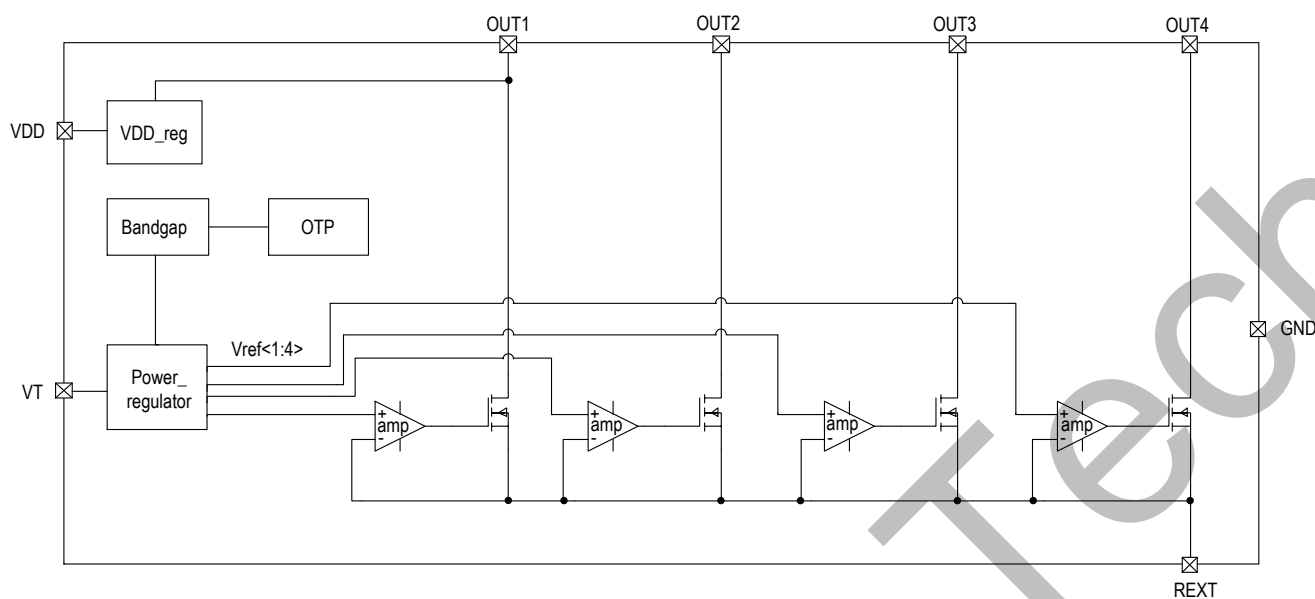 OUT1
OUT2
OUT3
OUT4
VDD
VDD_reg
Bandgap
OTP
GND
Vref<1:4>
VT
Power_
regulator
+
amp
-
+
amp
-
+
amp
-
+
amp
-
REXT
Tech